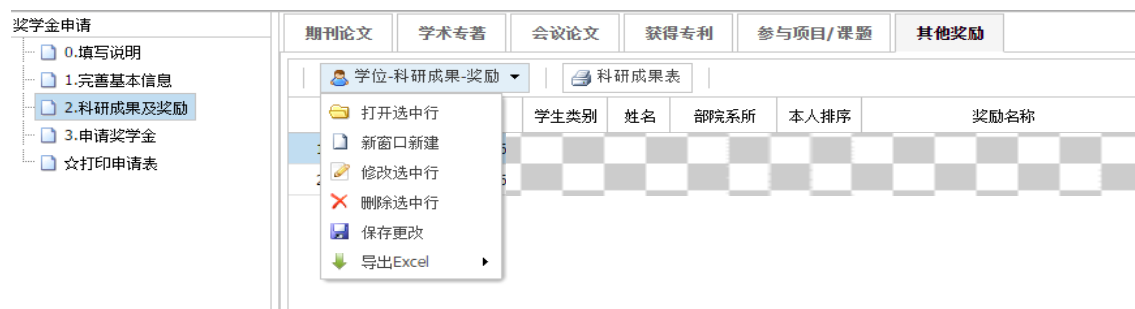 奖学金申请
0.填写说明
1.完善基本信息
2.科研成果及奖励
3.申请奖学金
☆打印申请表
期刊论文 学术专著 会议论文 获得专利 参与项目/课题 其他奖励
学位-科研成果-奖励 科研成果表
学生类别 姓名 部院系所 本人排序 奖励名称
打开选中行
新窗口新建
修改选中行
删除选中行
保存更改
导出Excel